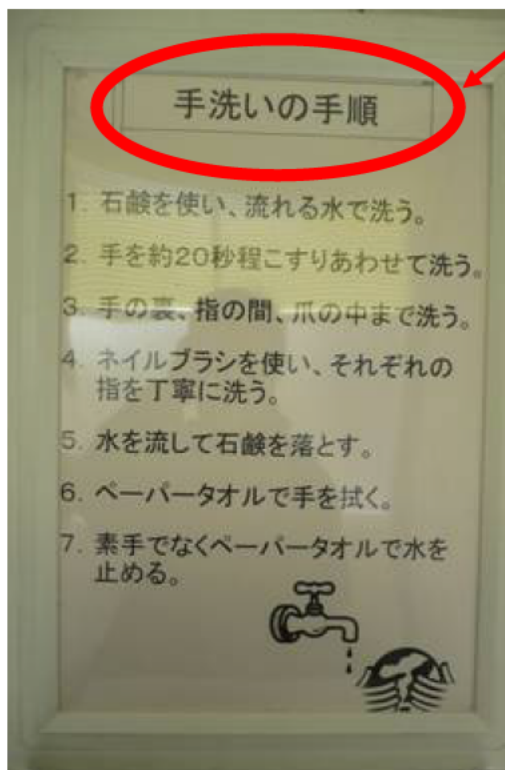 手洗いの手順
1. 石鹸を使い、流れる水で洗う。
2. 手を約20秒程こすりあわせて洗う。
3. 手の裏、指の間、爪の中まで洗う。
4. ネイルブラシを使い、それぞれの
指を丁寧に洗う。
5. 水を流して石鹸を落とす。
6. ペーパータオルで手を拭く。
7. 素手でなくペーパータオルで水を
止める。